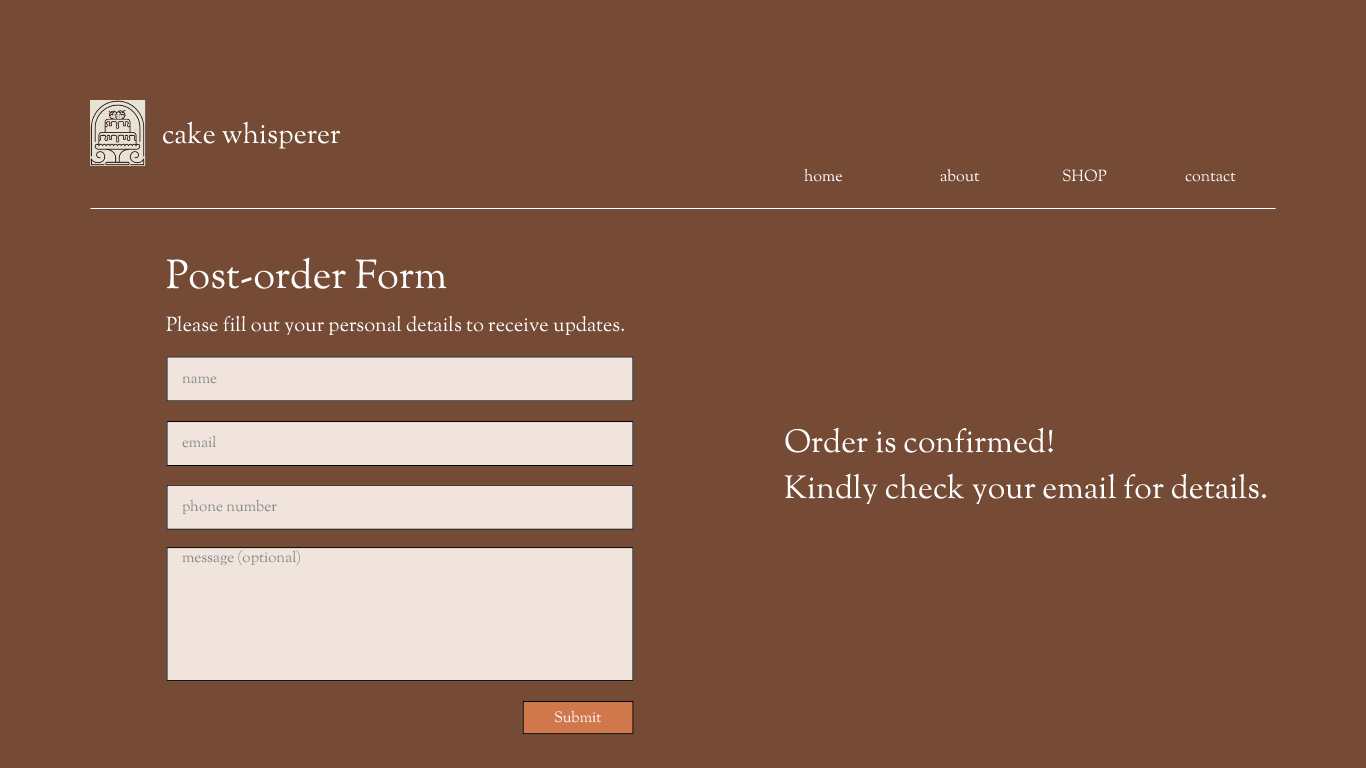 cake whisperer
home about SHOP contact
Post-order Form
Please fill out your personal details to receive updates.
name
email
phone number
message (optional)
Submit
Order is confirmed!
Kindly check your email for details.